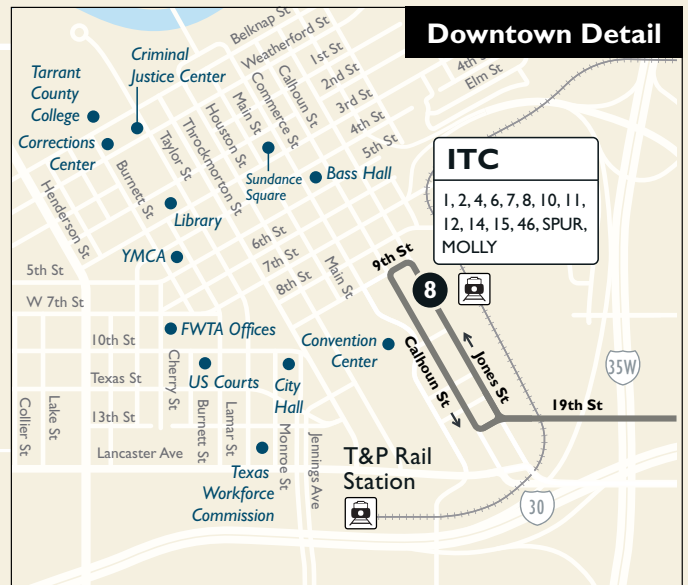 Downtown Detail
Belknap St
Weatherford St
1st St
2nd St
3rd St
4th St
5th St
4th St
Elm St
Criminal
Justice Center
Tarrant
County
College
Corrections
Center
Henderson St
Burnett St
Taylor St
Throckmorton St
Houston St
Main St
Commerce St
Calhoun St
Sundance
Square
Bass Hall
Library
YMCA
6th St
7th St
8th St
Main St
ITC
1, 2, 4, 6, 7, 8, 10, 11,
12, 14, 15, 46, SPUR,
MOLLY
9th St
8
5th St
W 7th St
10th St
Texas St
13th St
Lancaster Ave
FWTA Offices
US Courts
City
Hall
Convention
Center
Calhoun St
Jones St
19th St
35W
Collier St
Lake St
Cherry St
Burnett St
Lamar St
Monroe St
Jennings Ave
Texas
Workforce
Commission
T&P Rail
Station
30